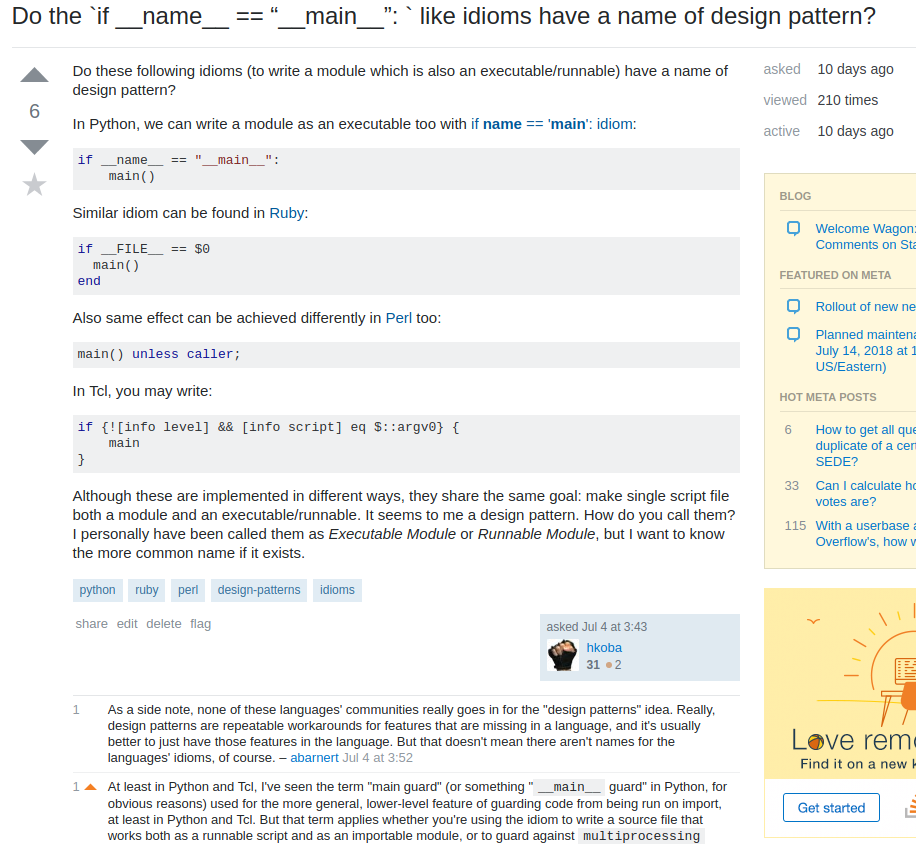 Do the `if __name__ == “__main__”: ` like idioms have a name of design pattern?
6
Do these following idioms (to write a module which is also an executable/runnable) have a name of
design pattern?
In Python, we can write a module as an executable too with if name == 'main': idiom:
if __name__ == "__main__":
    main()
Similar idiom can be found in Ruby:
if __FILE__ == $0
  main()
end
Also same effect can be achieved differently in Perl too:
main() unless caller;
In Tcl, you may write:
if {![info level] && [info script] eq $::argv0} {
    main
}
Although these are implemented in different ways, they share the same goal: make single script file
both a module and an executable/runnable. It seems to me a design pattern. How do you call them?
I personally have been called them as Executable Module or Runnable Module, but I want to know
the more common name if it exists.
python ruby perl design-patterns idioms
share edit delete flag
asked Jul 4 at 3:43
hkoba
31 2
1 As a side note, none of these languages' communities really goes in for the "design patterns" idea. Really,
design patterns are repeatable workarounds for features that are missing in a language, and it's usually
better to just have those features in the language. But that doesn't mean there aren't names for the
languages' idioms, of course. – abarnert Jul 4 at 3:52
1 At least in Python and Tcl, I've seen the term "main guard" (or something "__main__ guard" in Python, for
obvious reasons) used for the more general, lower-level feature of guarding code from being run on import,
at least in Python and Tcl. But that term applies whether you're using the idiom to write a source file that
works both as a runnable script and as an importable module, or to guard against multiprocessing
asked 10 days ago
viewed 210 times
active 10 days ago
BLOG
Welcome Wagon:
Comments on Sta
FEATURED ON META
Rollout of new ne
Planned maintena
July 14, 2018 at 1
US/Eastern)
HOT META POSTS
6 How to get all que
duplicate of a cer
SEDE?
33 Can I calculate ho
votes are?
115 With a userbase a
Overflow's, how w
Love remo
Find it on a new k
Get started